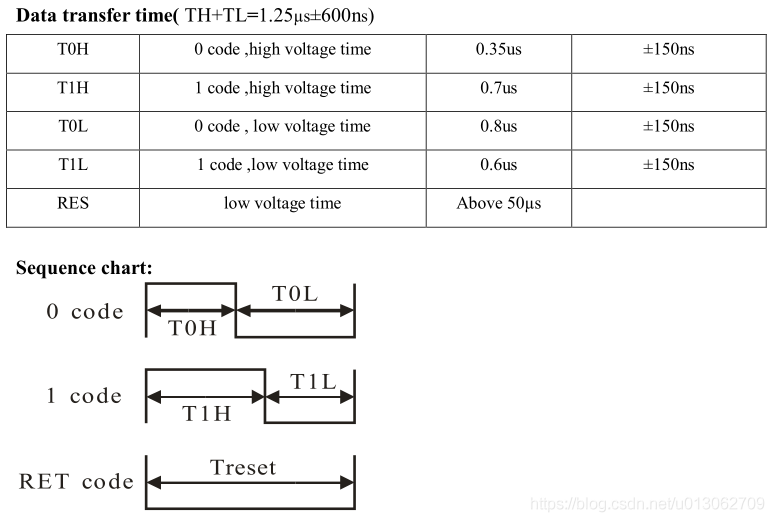 Data transfer time( TH+TL=1.25µs±600ns)
T0H 0 code ,high voltage time 0.35us ±150ns
T1H 1 code ,high voltage time 0.7us ±150ns
T0L 0 code , low voltage time 0.8us ±150ns
T1L 1 code ,low voltage time 0.6us ±150ns
RES low voltage time Above 50µs
Sequence chart:
0 code T0H T0L
1 code T1H T1L
RET code Treset
https://blog.csdn.net/u013062709